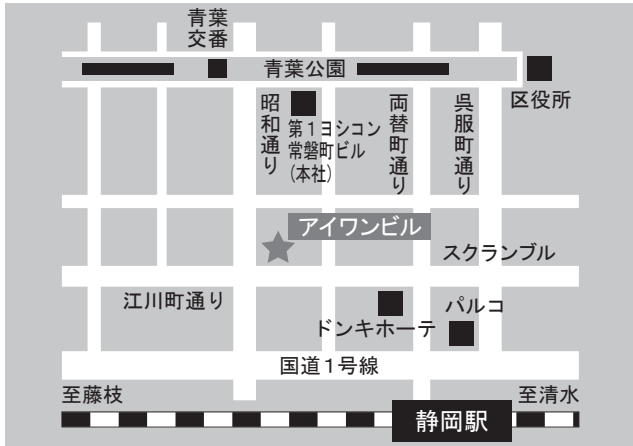 青葉
交番
青葉公園
区役所
昭和通り
第1ヨシコン
常磐町ビル
(本社)
両替町通り
呉服町通り
アイワンビル
スクランブル
江川町通り
パルコ
ドンキホーテ
国道1号線
至藤枝
至清水
静岡駅